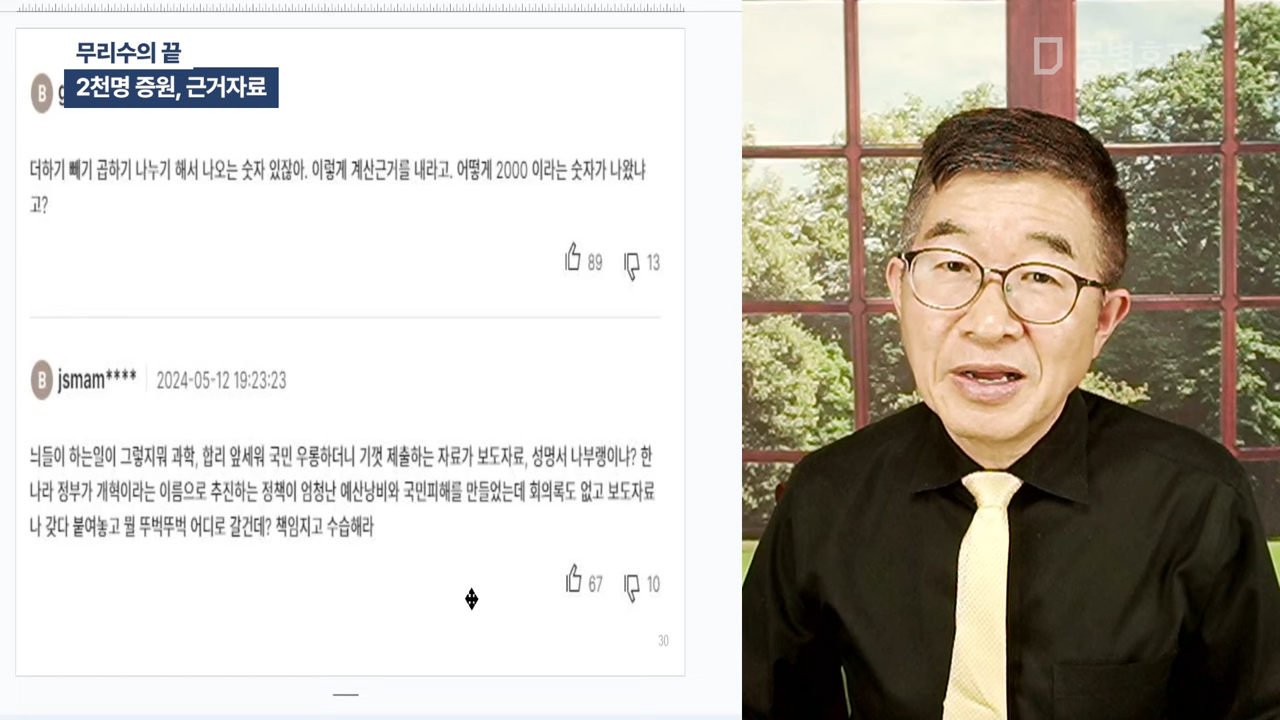 무리수의 끝
2천명 증원, 근거자료
B
더하기 빼기 곱하기 나누기 해서 나오는 숫자 있잖아. 이렇게 계산근거를 내라고. 어떻게 2000 이라는 숫자가 나왔냐
고?
89 13
B jsmam**** 2024-05-12 19:23:23
늬들이 하는일이 그렇지뭐 과학, 합리 앞세워 국민 우롱하더니 기껏 제출하는 자료가 보도자료, 성명서 나부랭이냐? 한
나라 정부가 개혁이라는 이름으로 추진하는 정책이 엄청난 예산낭비와 국민피해를 만들었는데 회의록도 없고 보도자료
나 갖다 붙여놓고 뭘 뚜벅뚜벅 어디로 갈건데? 책임지고 수습해라
67 10
30